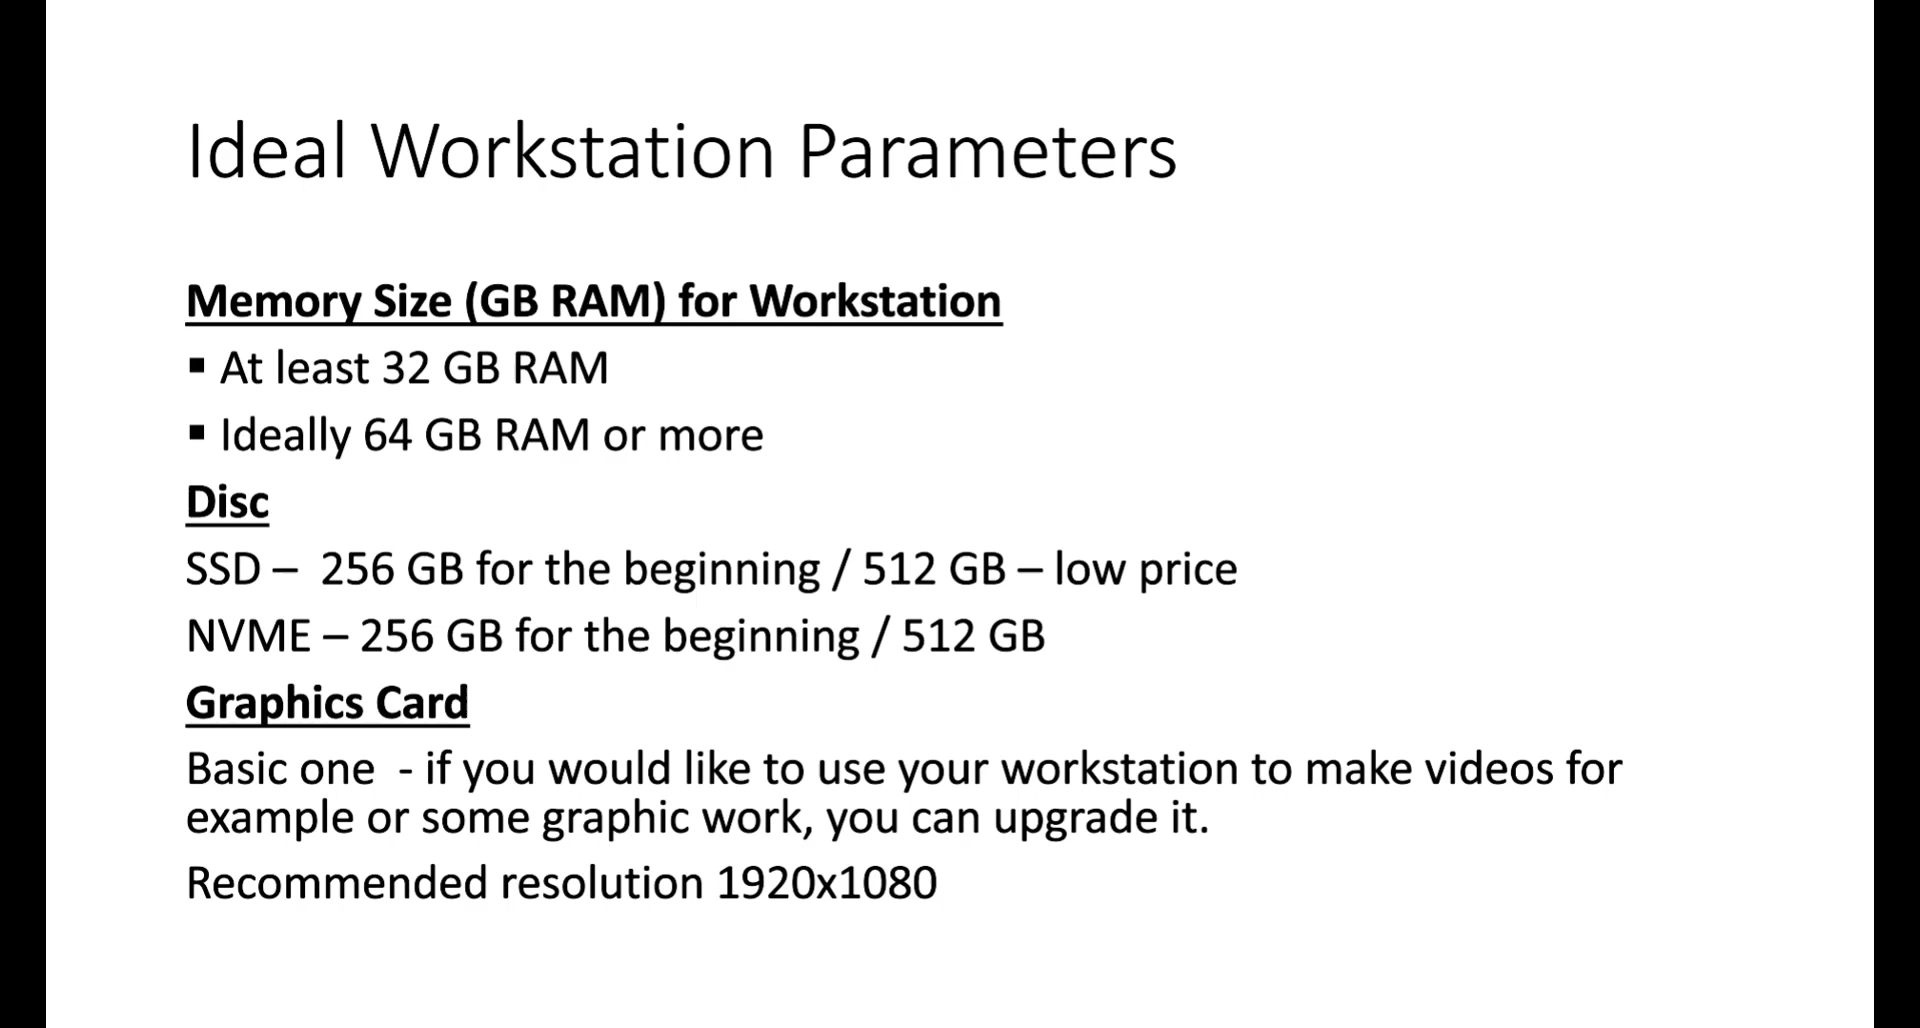 Ideal Workstation Parameters
Memory Size (GB RAM) for Workstation
▪ At least 32 GB RAM
▪ Ideally 64 GB RAM or more
Disc
SSD –  256 GB for the beginning / 512 GB – low price
NVME – 256 GB for the beginning / 512 GB
Graphics Card
Basic one  - if you would like to use your workstation to make videos for
example or some graphic work, you can upgrade it.
Recommended resolution 1920x1080